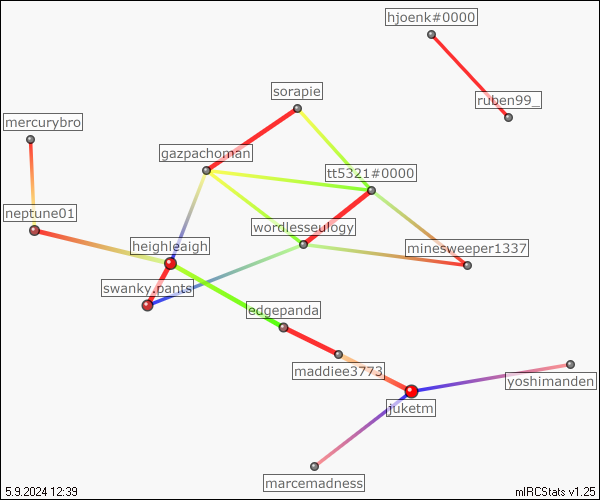 hjoenk#0000
sorapie
ruben99_
mercurybro
gazpachoman
tt5321#0000
neptune01
wordlesseulogy
heighleaigh
minesweeper1337
swanky.pants
edgepanda
maddiee3773
yoshimanden
juketm
marcemadness
5.9.2024 12:39
mIRCStats v1.25